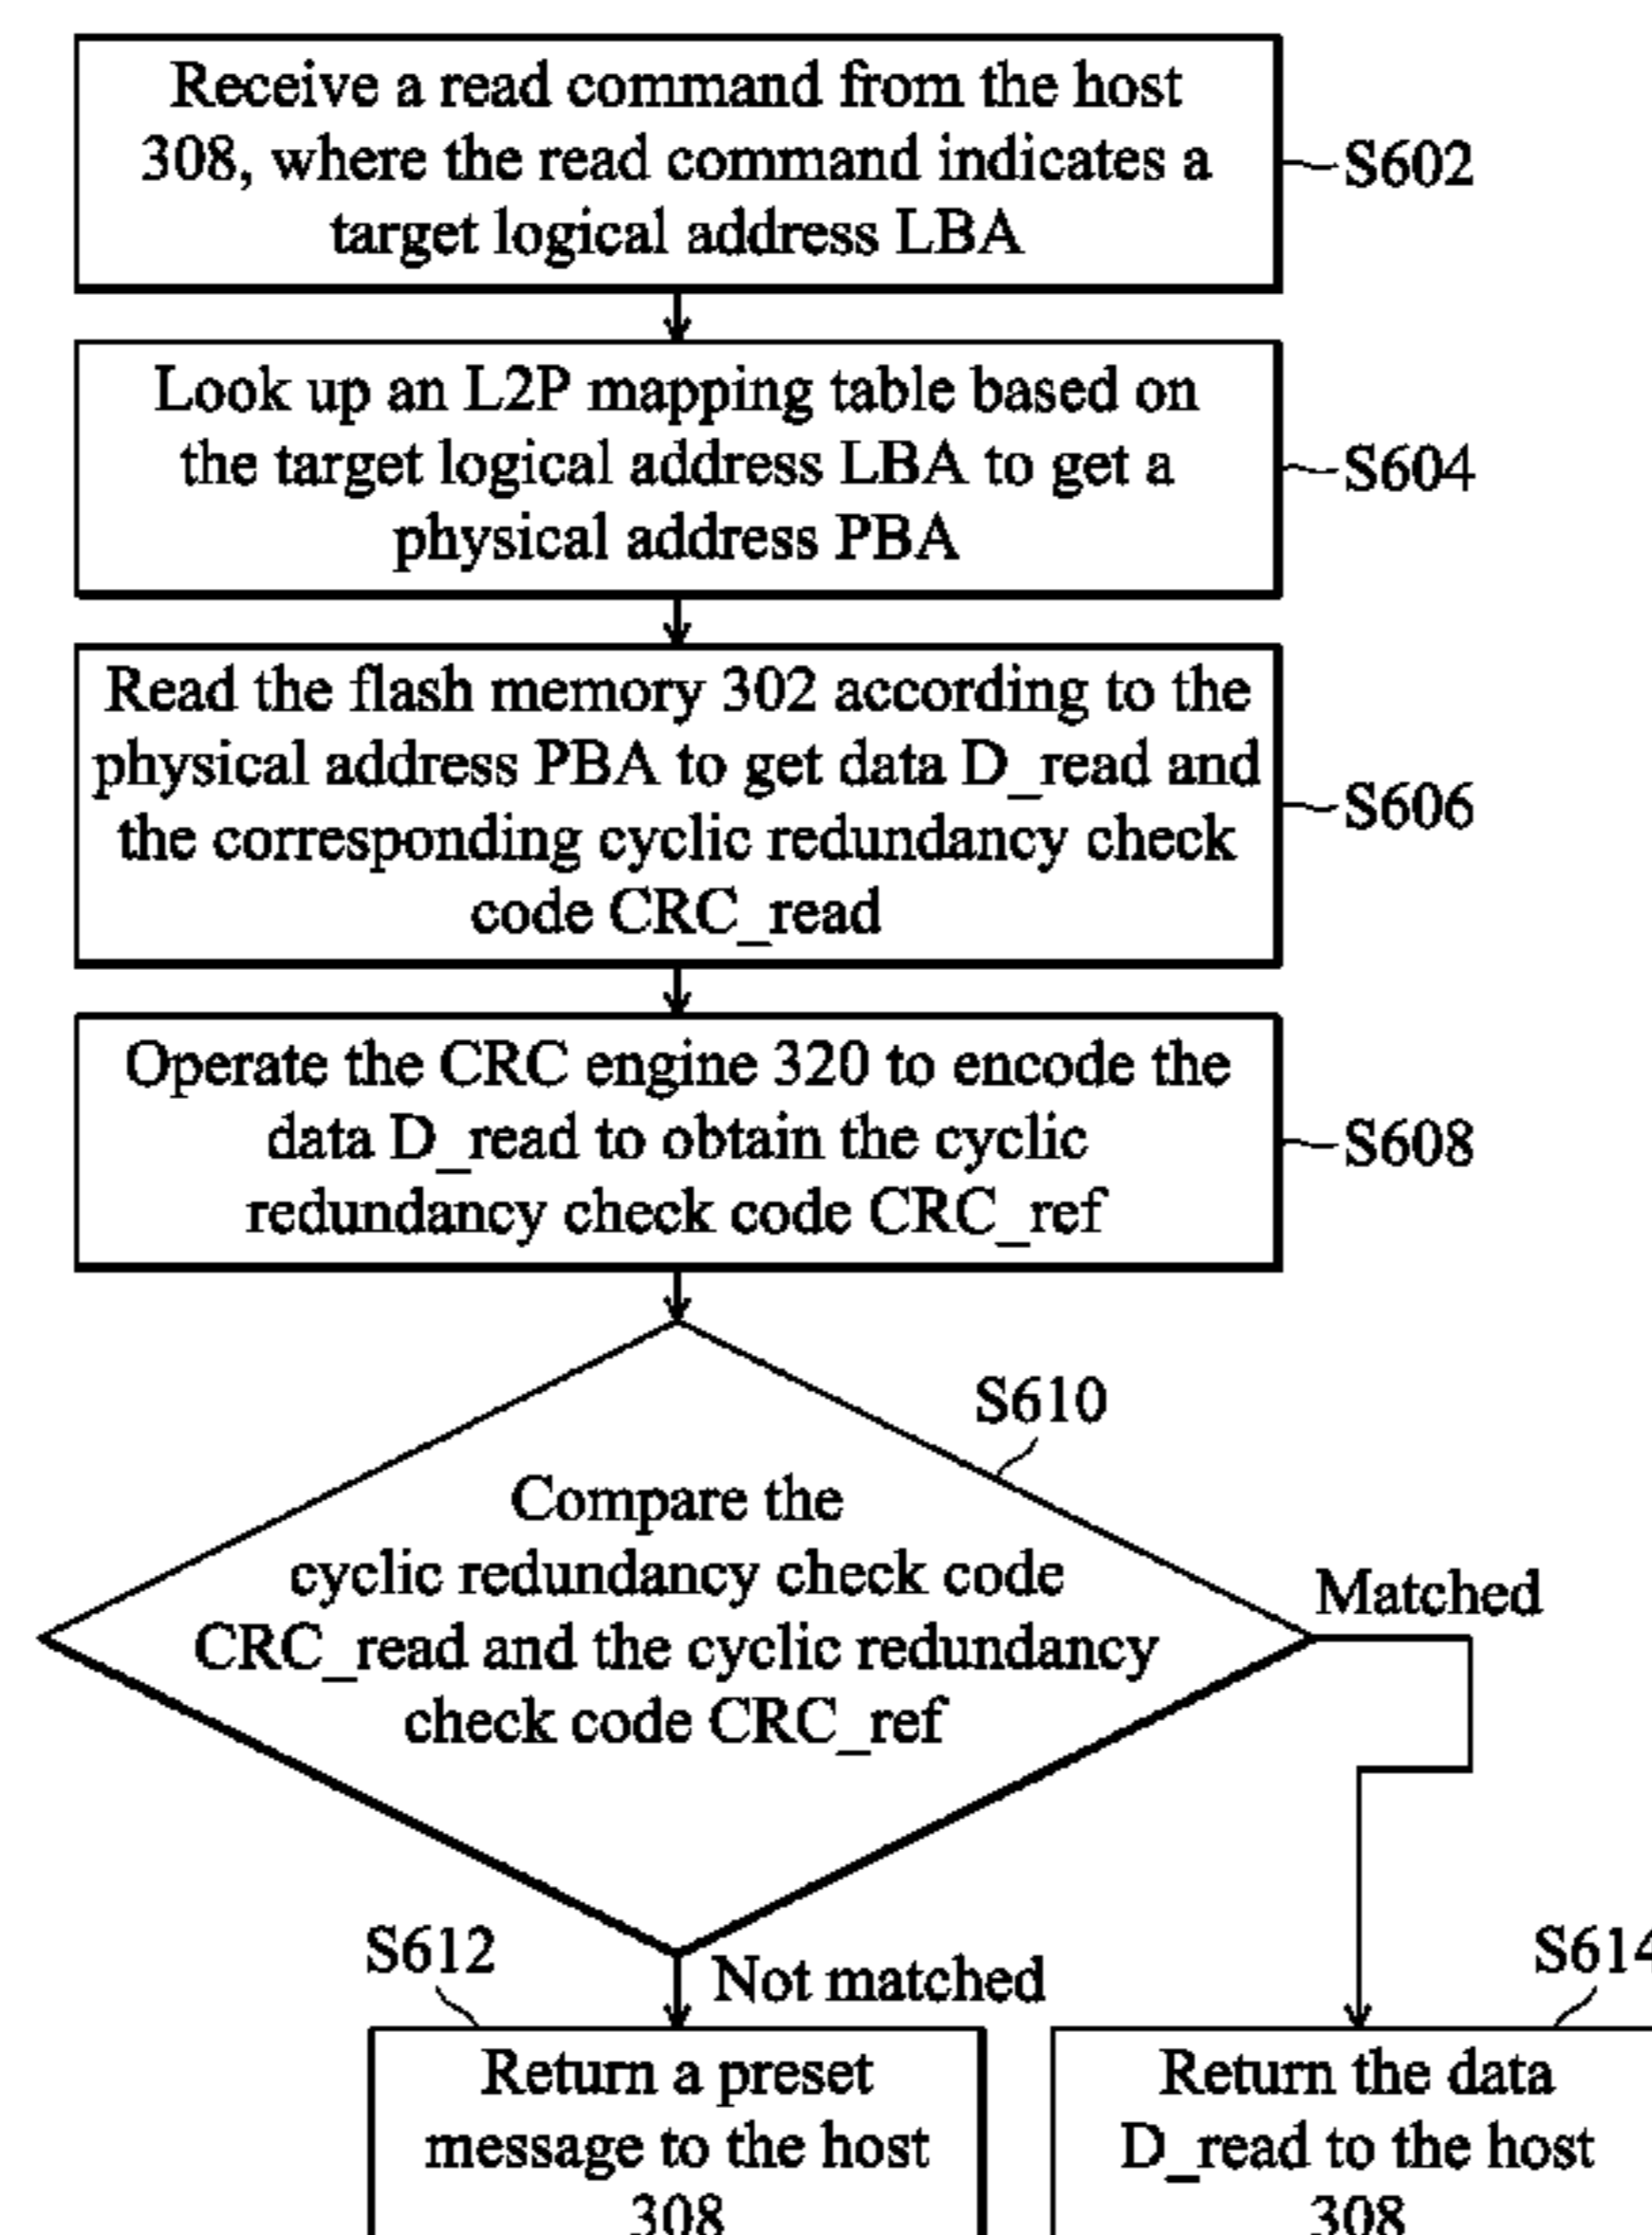 Receive a read command from the host
308, where the read command indicates a
target logical address LBA
S602
Look up an L2P mapping table based on
the target logical address LBA to get a
physical address PBA
S604
Read the flash memory 302 according to the
physical address PBA to get data D_read and
the corresponding cyclic redundancy check
code CRC_read
S606
Operate the CRC engine 320 to encode the
data D_read to obtain the cyclic
redundancy check code CRC_ref
S608
S610
Compare the
cyclic redundancy check code
CRC_read and the cyclic redundancy
check code CRC_ref
Matched
S612
Not matched
S614
Return a preset
message to the host
308
Return the data
D_read to the host
308